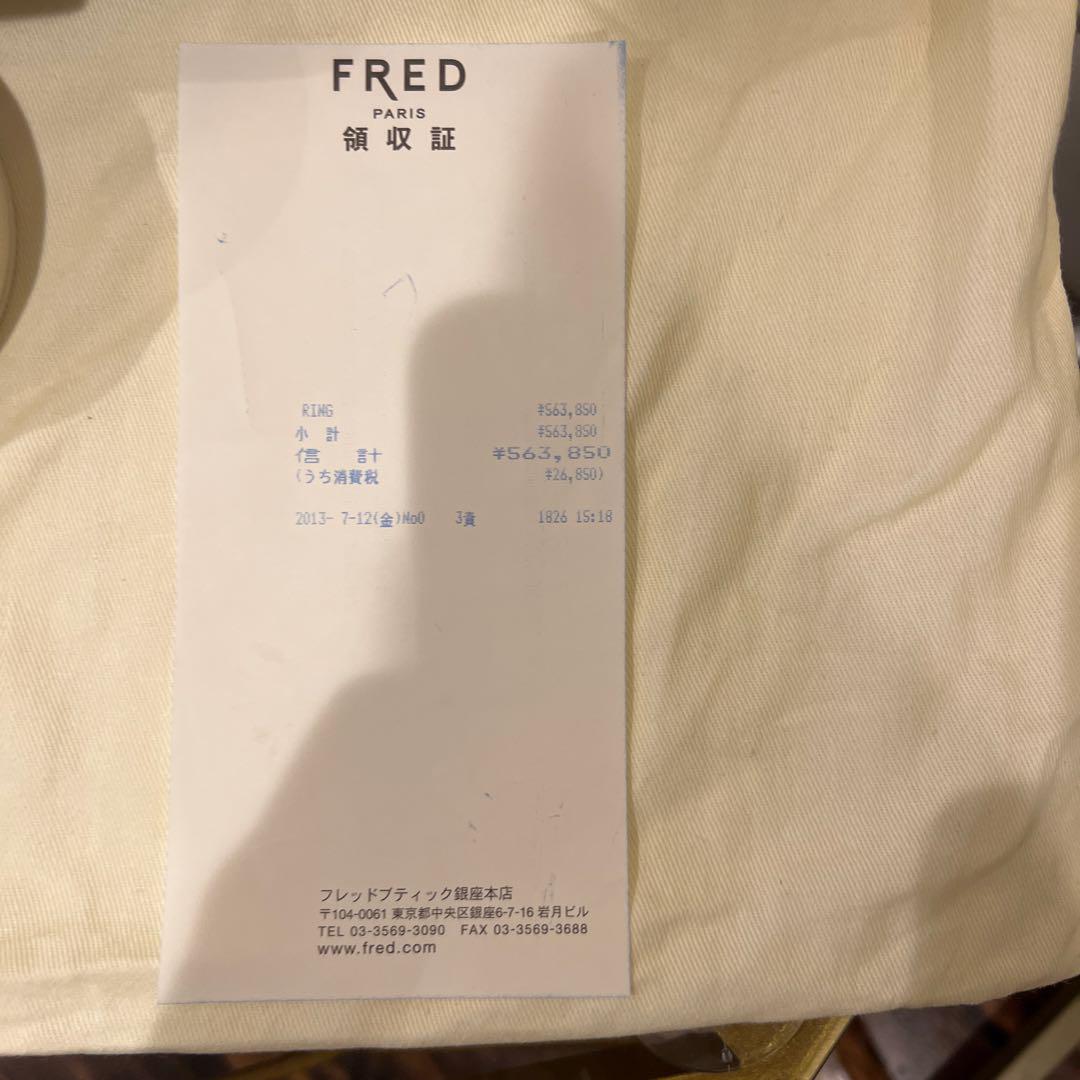 FRED
PARIS
領収証
RING ¥563,850
小 計 ¥563,850
信 計 ¥563,850
(うち消費税 ¥26,850)
2013- 7-12(金)No0 3責 1826 15:18
フレッドブティック銀座本店
〒104-0061 東京都中央区銀座6-7-16 岩月ビル
TEL 03-3569-3090 FAX 03-3569-3688
www.fred.com